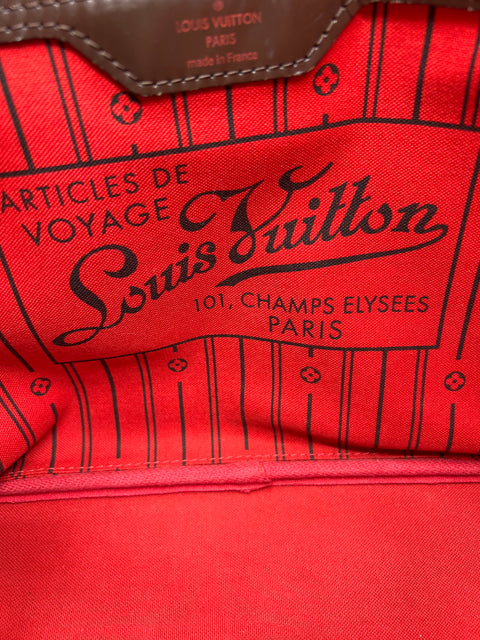 LOUIS VUITTON
PARIS
made in France
ARTICLES DE
VOYAGE
Louis Vuitton
101, CHAMPS ELYSEES
PARIS